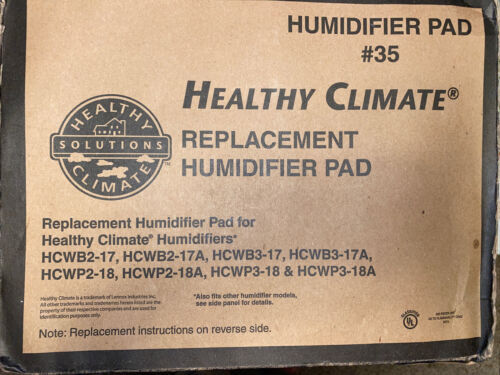 HUMIDIFIER PAD
#35
HEALTHY CLIMATE®
HEALTHY
SOLUTIONS
CLIMATE™
REPLACEMENT
HUMIDIFIER PAD
Replacement Humidifier Pad for
Healthy Climate® Humidifiers*
HCWB2-17, HCWB2-17A, HCWB3-17, HCWB3-17A,
HCWP2-18, HCWP2-18A, HCWP3-18 & HCWP3-18A
Healthy Climate is a trademark of Lennox Industries Inc.
All other trademarks and tradenames herein listed are the
property of their respective companies and are used for
identification purposes only.
*Also fits other humidifier models,
see side panel for details.
CLASSIFIED
UL
Note: Replacement instructions on reverse side.